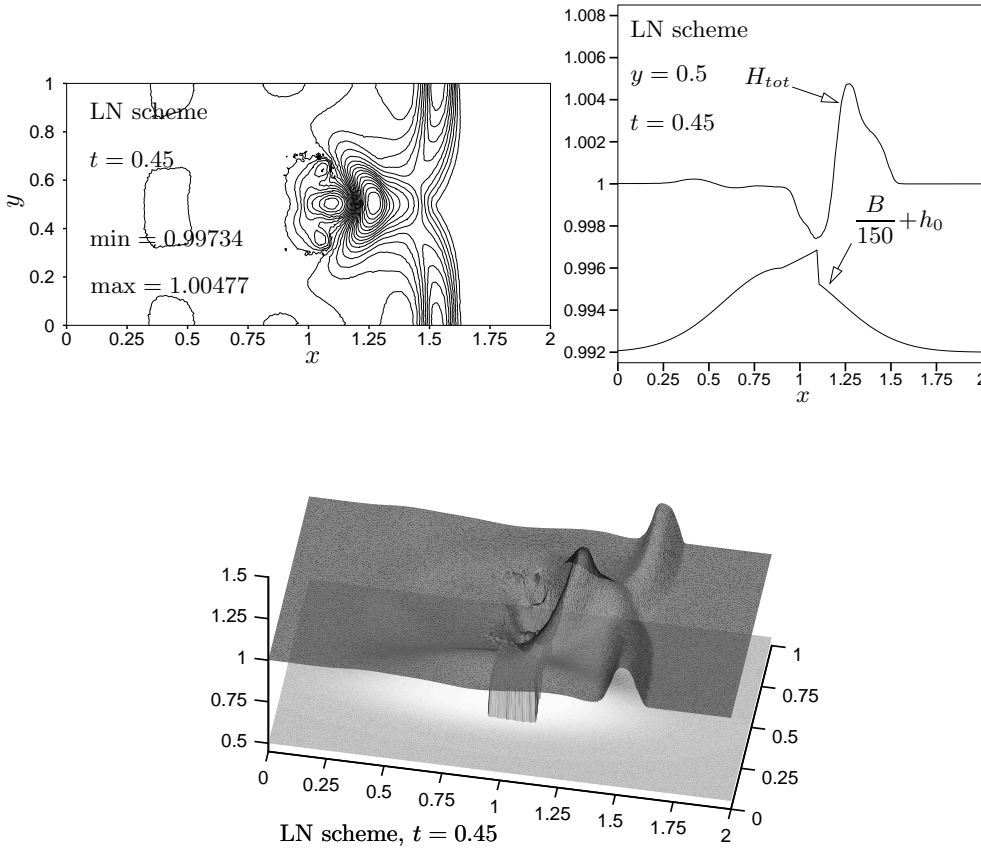 LN scheme
t = 0.45
min = 0.99734
max = 1.00477
y
1
0.8
0.6
0.4
0.2
0
0 0.25 0.5 0.75 1 1.25 1.5 1.75 2
x
LN scheme
y = 0.5
t = 0.45
H_{tot}
\frac{B}{150}+h_0
1.008
1.006
1.004
1.002
1
0.998
0.996
0.994
0.992
0 0.25 0.5 0.75 1 1.25 1.5 1.75 2
x
1.5
1.25
1
0.75
0.5
0 0.25 0.5 0.75 1 1.25 1.5 1.75 2
0 0.25 0.5 0.75 1
LN scheme, t = 0.45